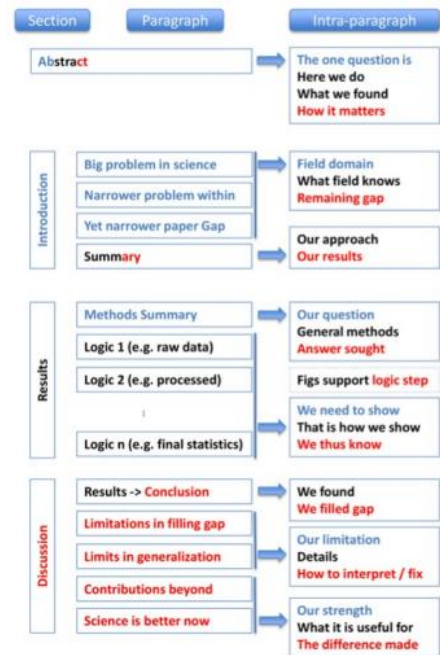 Section
Paragraph
Intra-paragraph
Abstract
The one question is
Here we do
What we found
How it matters
Introduction
Big problem in science
Narrower problem within
Yet narrower paper Gap
Summary
Field domain
What field knows
Remaining gap
Our approach
Our results
Results
Methods Summary
Logic 1 (e.g. raw data)
Logic 2 (e.g. processed)
Logic n (e.g. final statistics)
Our question
General methods
Answer sought
Figs support logic step
We need to show
That is how we show
We thus know
Discussion
Results -> Conclusion
Limitations in filling gap
Limits in generalization
Contributions beyond
Science is better now
We found
We filled gap
Our limitation
Details
How to interpret / fix
Our strength
What it is useful for
The difference made